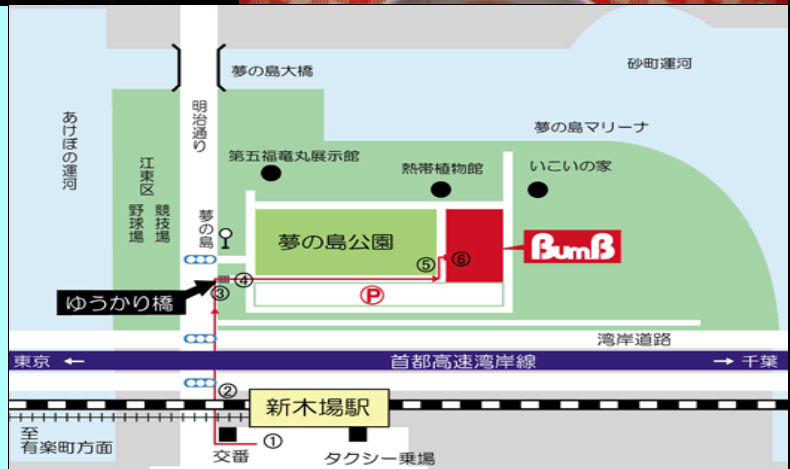 夢の島大橋
砂町運河
明治通り
夢の島マリーナ
あけぼの運河
江東区
野球場
競技場
第五福竜丸展示館
熱帯植物館
いこいの家
夢の島
夢の島公園
BumB
⑤
⑥
④
③
P
ゆうかり橋
湾岸道路
東京 ←
首都高速湾岸線
→ 千葉
②
新木場駅
至
有楽町方面
①
交番
タクシー乗場